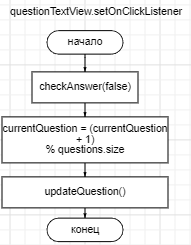 questionTextView.setOnClickListener
начало
checkAnswer(false)
currentQuestion = (currentQuestion
+ 1)
% questions.size
updateQuestion()
конец